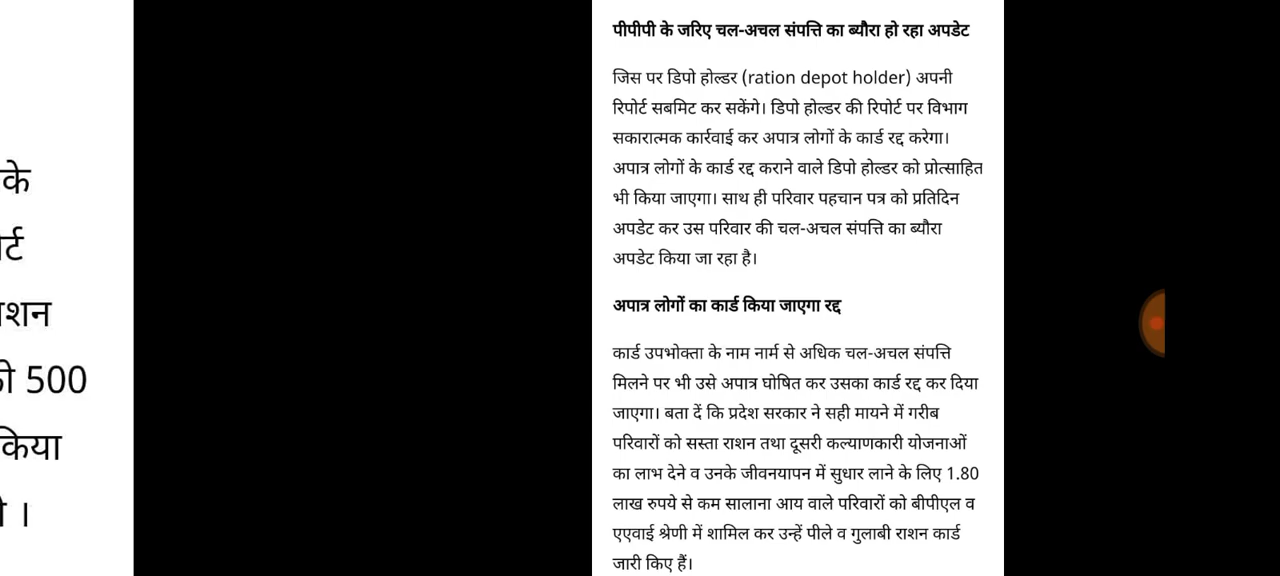 के
500
किया
।
पीपीपी के जरिए चल-अचल संपत्ति का ब्यौरा हो रहा अपडेट
जिस पर डिपो होल्डर (ration depot holder) अपनी
रिपोर्ट सबमिट कर सकेंगे। डिपो होल्डर की रिपोर्ट पर विभाग
सकारात्मक कार्रवाई कर अपात्र लोगों के कार्ड रद्द करेगा।
अपात्र लोगों के कार्ड रद्द कराने वाले डिपो होल्डर को प्रोत्साहित
भी किया जाएगा। साथ ही परिवार पहचान पत्र को प्रतिदिन
अपडेट कर उस परिवार की चल-अचल संपत्ति का ब्यौरा
अपडेट किया जा रहा है।
अपात्र लोगों का कार्ड किया जाएगा रद्द
कार्ड उपभोक्ता के नाम नार्म से अधिक चल-अचल संपत्ति
मिलने पर भी उसे अपात्र घोषित कर उसका कार्ड रद्द कर दिया
जाएगा। बता दें कि प्रदेश सरकार ने सही मायने में गरीब
परिवारों को सस्ता राशन तथा दूसरी कल्याणकारी योजनाओं
का लाभ देने व उनके जीवनयापन में सुधार लाने के लिए 1.80
लाख रुपये से कम सालाना आय वाले परिवारों को बीपीएल व
एएवाई श्रेणी में शामिल कर उन्हें पीले व गुलाबी राशन कार्ड
जारी किए हैं।